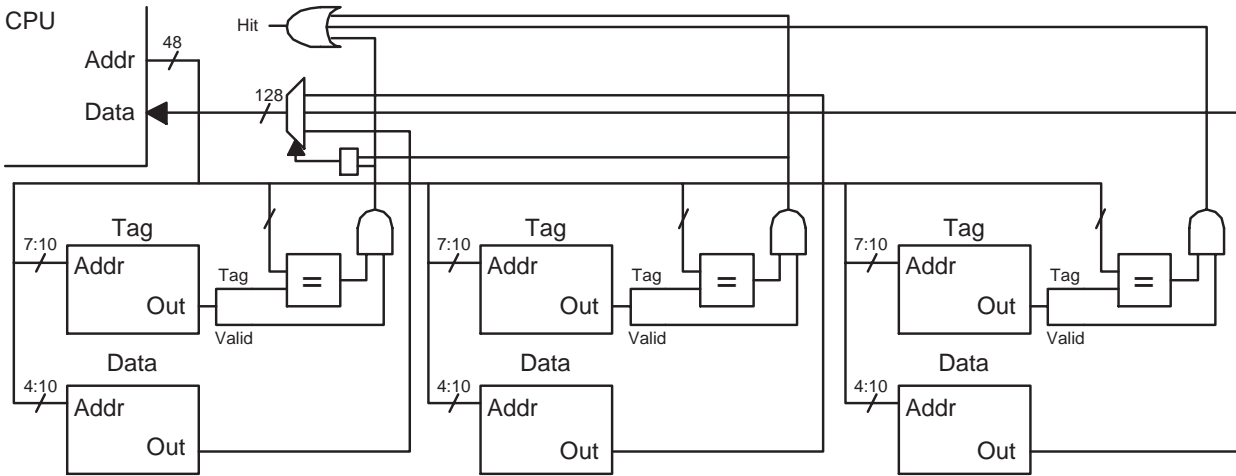 CPU
Hit
48
Addr
128
Data
Tag
7:10
Addr
Tag
=
Out
Valid
Data
4:10
Addr
Out
Tag
7:10
Addr
Tag
=
Out
Valid
Data
4:10
Addr
Out
Tag
7:10
Addr
Tag
=
Out
Valid
Data
4:10
Addr
Out